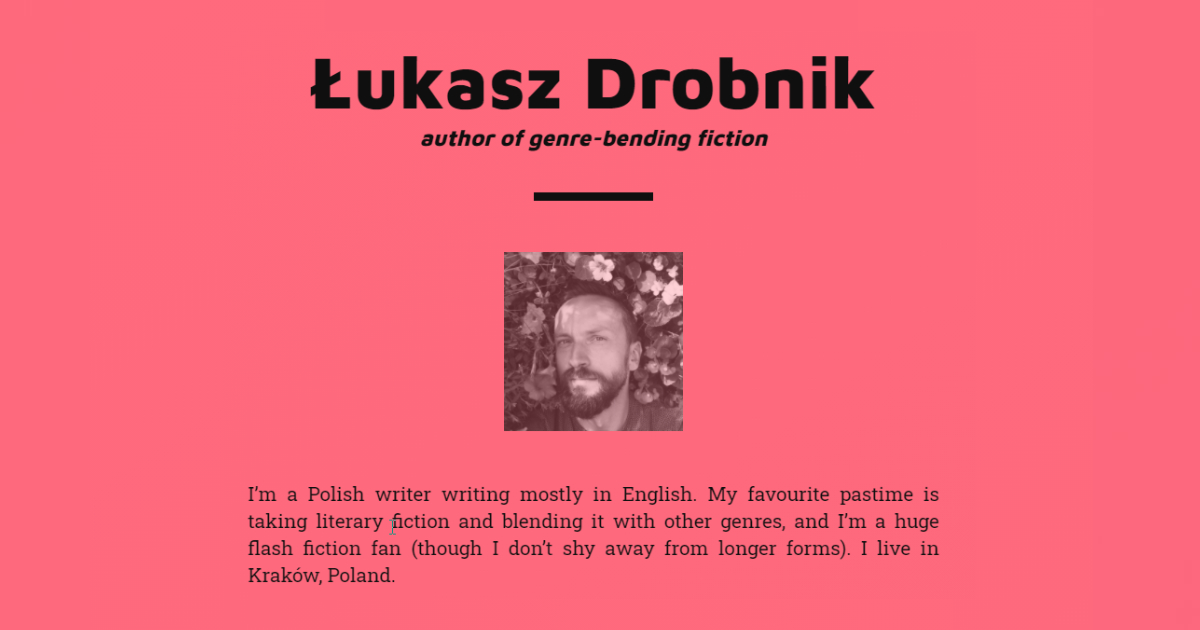 Łukasz Drobnik
author of genre-bending fiction
I’m a Polish writer writing mostly in English. My favourite pastime is
taking literary fiction and blending it with other genres, and I’m a huge
flash fiction fan (though I don’t shy away from longer forms). I live in
Kraków, Poland.